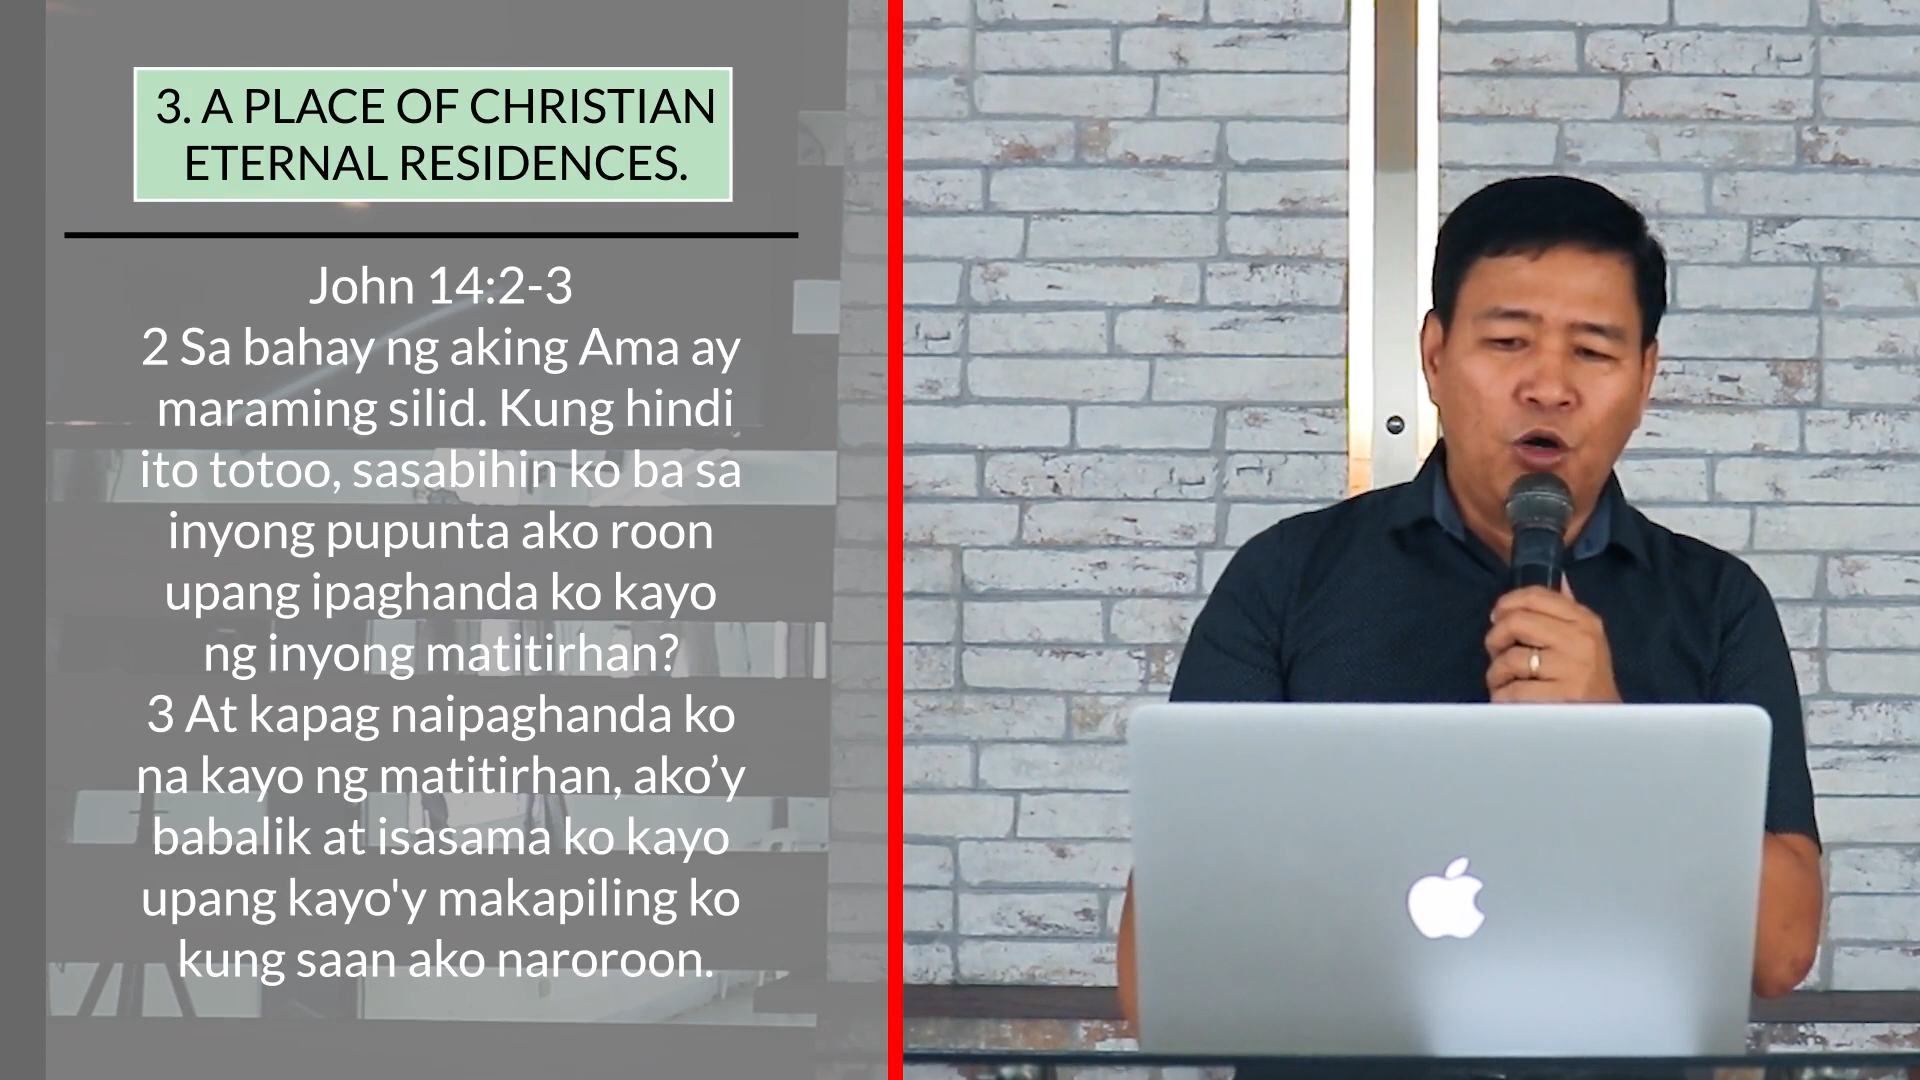 3. A PLACE OF CHRISTIAN
ETERNAL RESIDENCES.
John 14:2-3
2 Sa bahay ng aking Ama ay
maraming silid. Kung hindi
ito totoo, sasabihin ko ba sa
inyong pupunta ako roon
upang ipaghanda ko kayo
ng inyong matitirhan?
3 At kapag naipaghanda ko
na kayo ng matitirhan, ako’y
babalik at isasama ko kayo
upang kayo'y makapiling ko
kung saan ako naroroon.